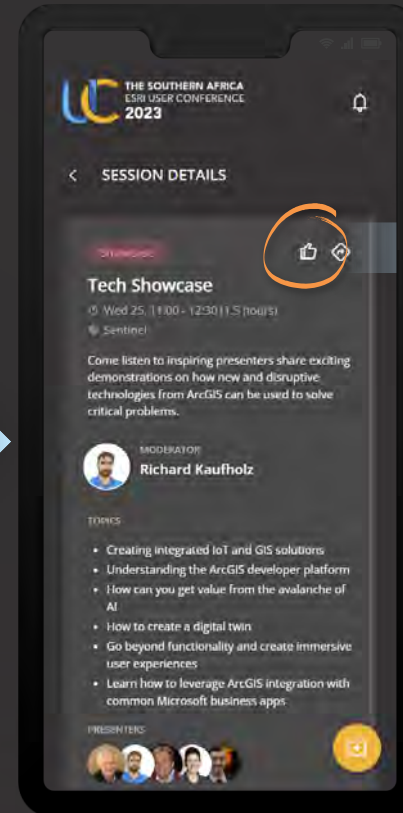 THE SOUTHERN AFRICA
ESRI USER CONFERENCE
2023
SESSION DETAILS
Showcase
Tech Showcase
Wed 25, 11:00 - 12:30 (1.5 hours)
Sentinel
Come listen to inspiring presenters share exciting
demonstrations on how new and disruptive
technologies from ArcGIS can be used to solve
critical problems.
MODERATOR
Richard Kaufholz
TOPICS
• Creating integrated IoT and GIS solutions
• Understanding the ArcGIS developer platform
• How can you get value from the avalanche of
AI
• How to create a digital twin
• Go beyond functionality and create immersive
user experiences
• Learn how to leverage ArcGIS integration with
common Microsoft business apps
PRESENTERS